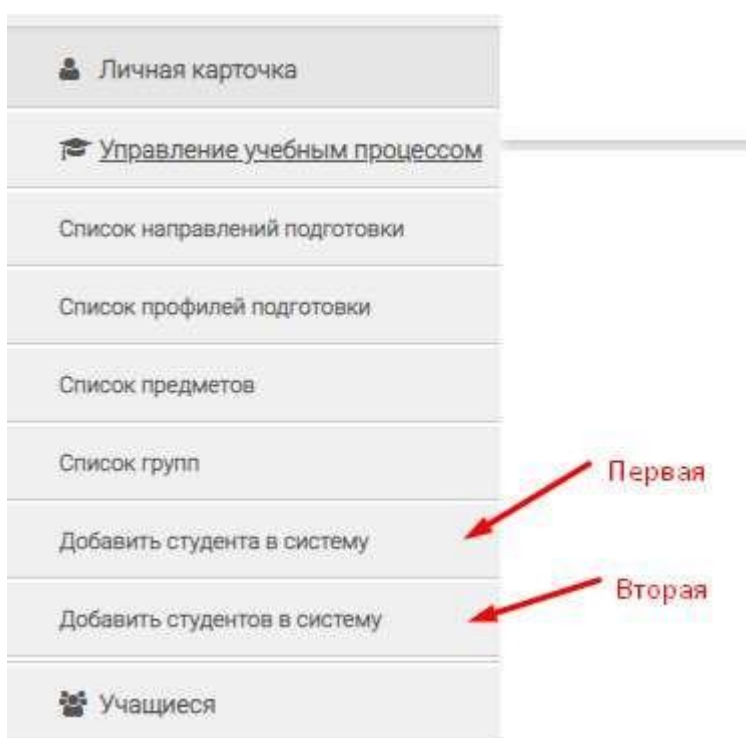 Личная карточка
Управление учебным процессом
Список направлений подготовки
Список профилей подготовки
Список предметов
Список групп
Первая
Добавить студента в систему
Вторая
Добавить студентов в систему
Учащиеся